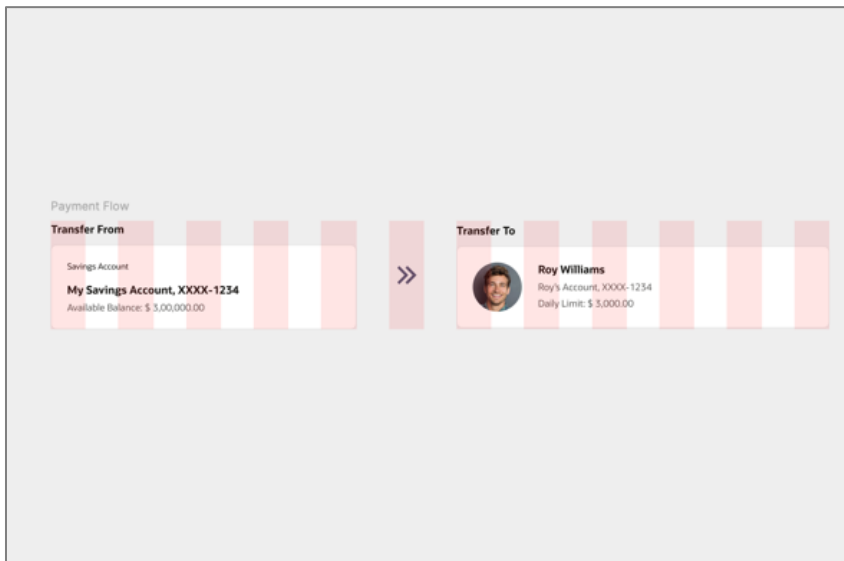 Payment Flow
Transfer From
Savings Account
My Savings Account, XXXX-1234
Available Balance: $ 3,00,000.00
Transfer To
Roy Williams
Roy's Account, XXXX-1234
Daily Limit: $ 3,000.00